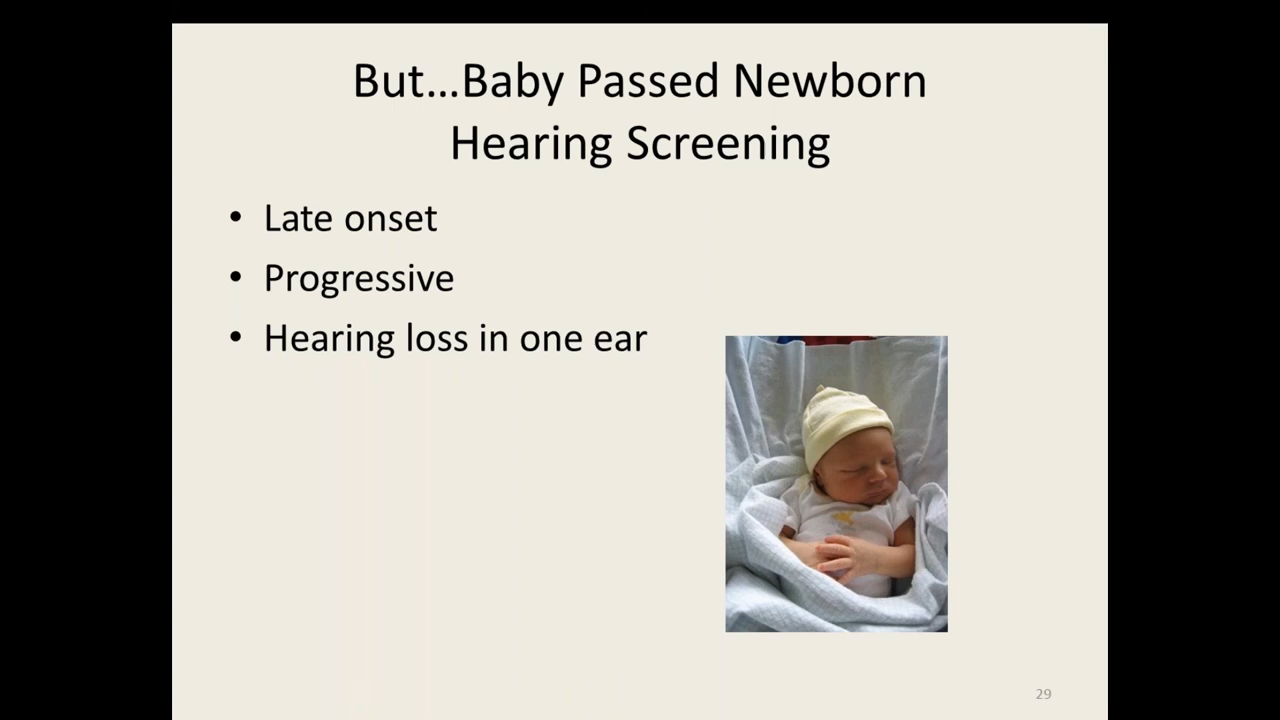 But...Baby Passed Newborn
Hearing Screening
• Late onset
• Progressive
• Hearing loss in one ear
29